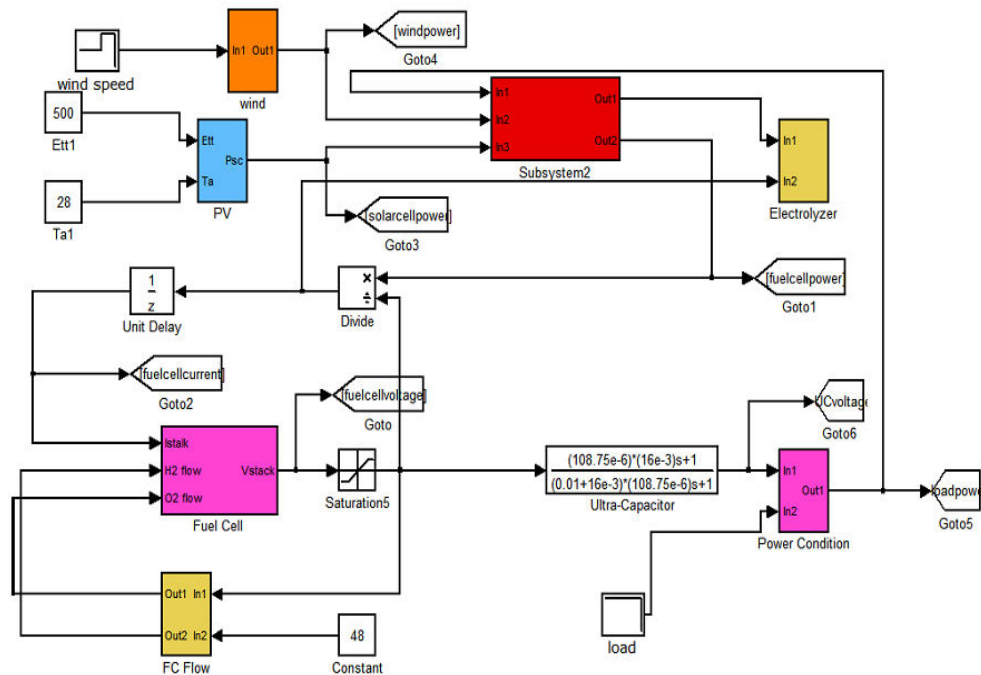 wind speed
In1 Out1
wind
[windpower]
Goto4
500
Ett1
28
Ta1
Ett
Ta
Psc
PV
In1
In2
In3
Out1
Out2
Subsystem2
In1
In2
Electrolyzer
[solarcellpower]
Goto3
1
z
Unit Delay
×
÷
Divide
[fuelcellpower]
Goto1
[fuelcellcurrent]
Goto2
[fuelcellvoltage]
Goto
Istalk
H2 flow
O2 flow
Vstack
Fuel Cell
Saturation5
(108.75e-6)*(16e-3)s+1
(0.01+16e-3)*(108.75e-6)s+1
Ultra-Capacitor
UCvoltage
Goto6
In1
In2
Out1
Power Condition
loadpowe
Goto5
Out1 In1
Out2 In2
FC Flow
48
Constant
load